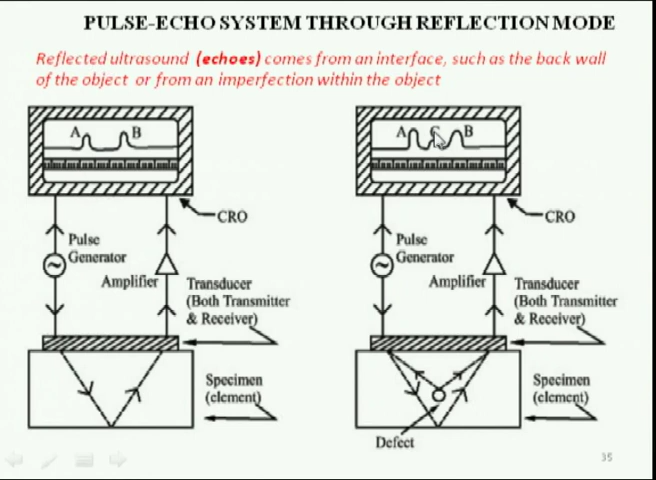 PULSE-ECHO SYSTEM THROUGH REFLECTION MODE
Reflected ultrasound (echoes) comes from an interface, such as the back wall
of the object or from an imperfection within the object
A B
CRO
Pulse
Generator
Amplifier
Transducer
(Both Transmitter
& Receiver)
Specimen
(element)
A C B
CRO
Pulse
Generator
Amplifier
Transducer
(Both Transmitter
& Receiver)
Specimen
(element)
Defect
35